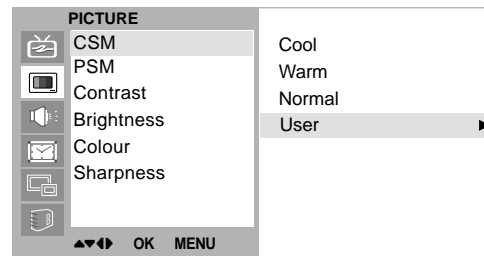 PICTURE
CSM
PSM
Contrast
Brightness
Colour
Sharpness
OK MENU
Cool
Warm
Normal
User